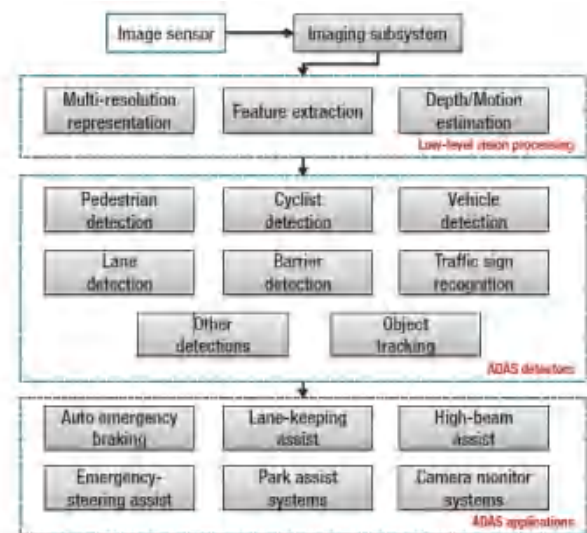 Image sensor
Imaging subsystem
Multi-resolution
representation
Feature extraction
Depth/Motion
estimation
Low-level vision processing
Pedestrian
detection
Cyclist
detection
Vehicle
detection
Lane
detection
Barrier
detection
Traffic sign
recognition
Other
detections
Object
tracking
ADAS detectors
Auto emergency
braking
Lane-keeping
assist
High-beam
assist
Emergency-
steering assist
Park assist
systems
Camera monitor
systems
ADAS applications